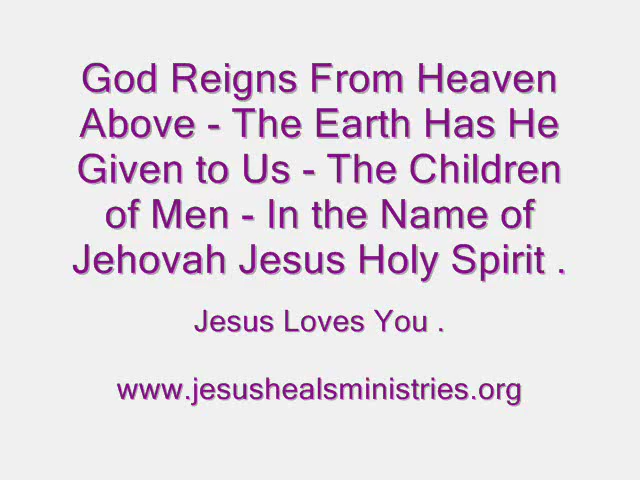 God Reigns From Heaven
Above - The Earth Has He
Given to Us - The Children
of Men - In the Name of
Jehovah Jesus Holy Spirit .
Jesus Loves You .
www.jesushealsministries.org